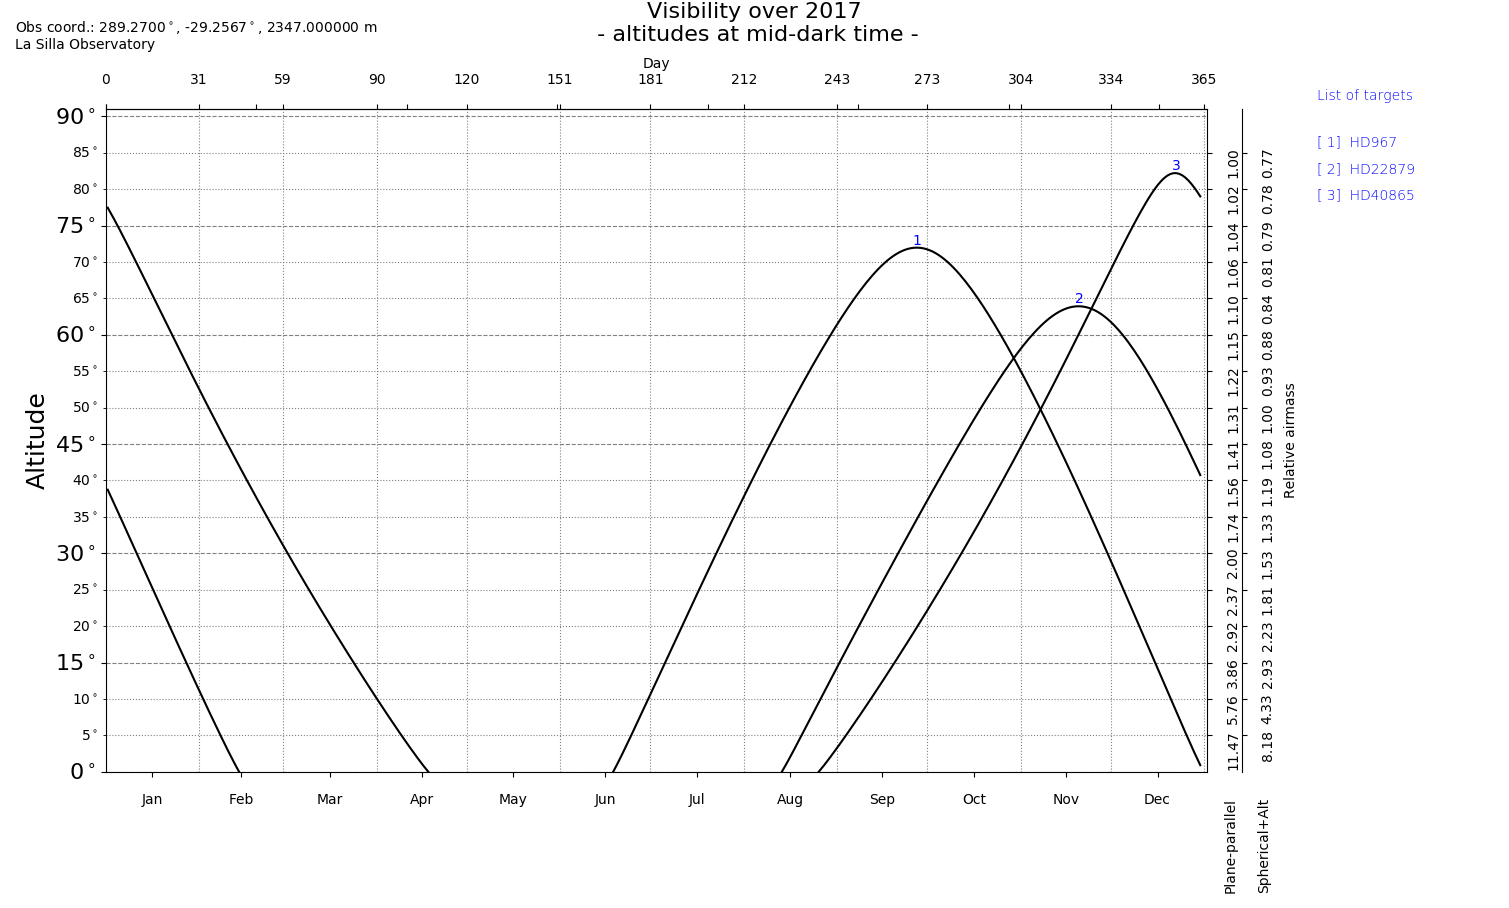 Visibility over 2017
- altitudes at mid-dark time -
Obs coord.: 289.2700°, -29.2567°, 2347.000000 m
La Silla Observatory
Day
0 31 59 90 120 151 181 212 243 273 304 334 365
List of targets
[ 1] HD967
[ 2] HD22879
[ 3] HD40865
Altitude
90°
85°
80°
75°
70°
65°
60°
55°
50°
45°
40°
35°
30°
25°
20°
15°
10°
5°
0°
1
2
3
Jan Feb Mar Apr May Jun Jul Aug Sep Oct Nov Dec
11.47 5.76 3.86 2.92 2.37 2.00 1.74 1.56 1.41 1.31 1.22 1.15 1.10 1.06 1.04 1.02 1.00
8.18 4.33 2.93 2.23 1.81 1.53 1.33 1.19 1.08 1.00 0.93 0.88 0.84 0.81 0.79 0.78 0.77
Relative airmass
Plane-parallel
Spherical+Alt